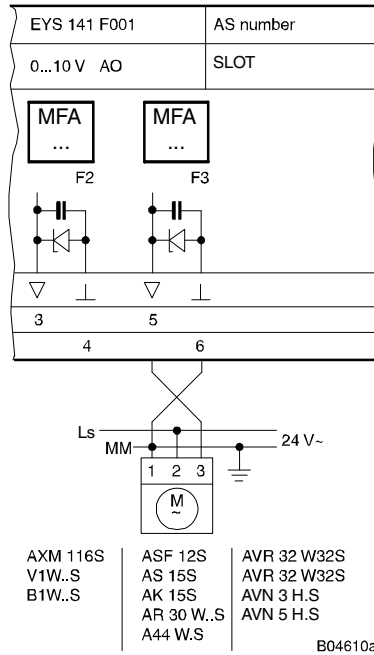 EYS 141 F001 AS number
0...10 V AO SLOT
MFA MFA
... ...
F2 F3
3 5
4 6
Ls
24 V~
MM
1 2 3
M
~
AXM 116S ASF 12S AVR 32 W32S
V1W..S AS 15S AVR 32 W32S
B1W..S AK 15S AVN 3 H.S
AR 30 W..S AVN 5 H.S
A44 W.S
B04610a